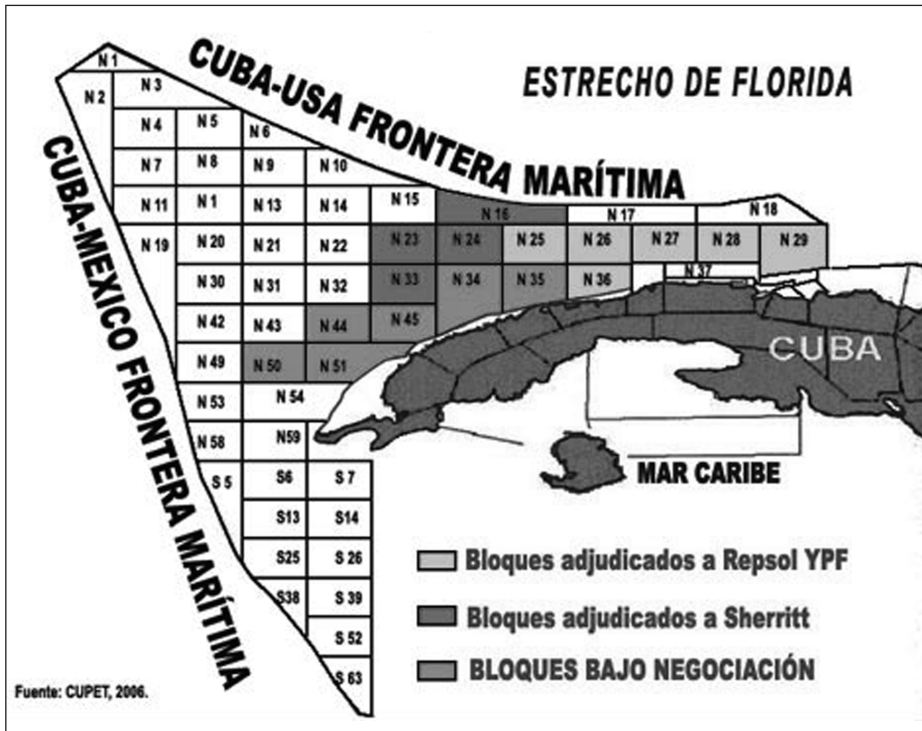 CUBA-USA FRONTERA MARÍTIMA
ESTRECHO DE FLORIDA
CUBA-MEXICO FRONTERA MARÍTIMA
N 1
N 2
N 3
N 4
N 5
N 6
N 7
N 8
N 9
N 10
N 11
N 1
N 13
N 14
N 15
N 16
N 17
N 18
N 19
N 20
N 21
N 22
N 23
N 24
N 25
N 26
N 27
N 28
N 29
N 30
N 31
N 32
N 33
N 34
N 35
N 36
N 37
N 42
N 43
N 44
N 45
CUBA
N 49
N 50
N 51
N 53
N 54
N 58
N59
MAR CARIBE
S 5
S6
S 7
S13
S14
S25
S 26
S38
S 39
S 52
S 63
Bloques adjudicados a Repsol YPF
Bloques adjudicados a Sherritt
BLOQUES BAJO NEGOCIACIÓN
Fuente: CUPET, 2006.